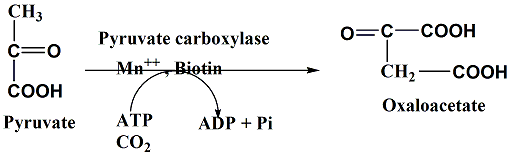 CH3
C=O
COOH
Pyruvate
Pyruvate carboxylase
Mn++, Biotin
ATP
CO2
ADP + Pi
O=C—COOH
CH2—COOH
Oxaloacetate